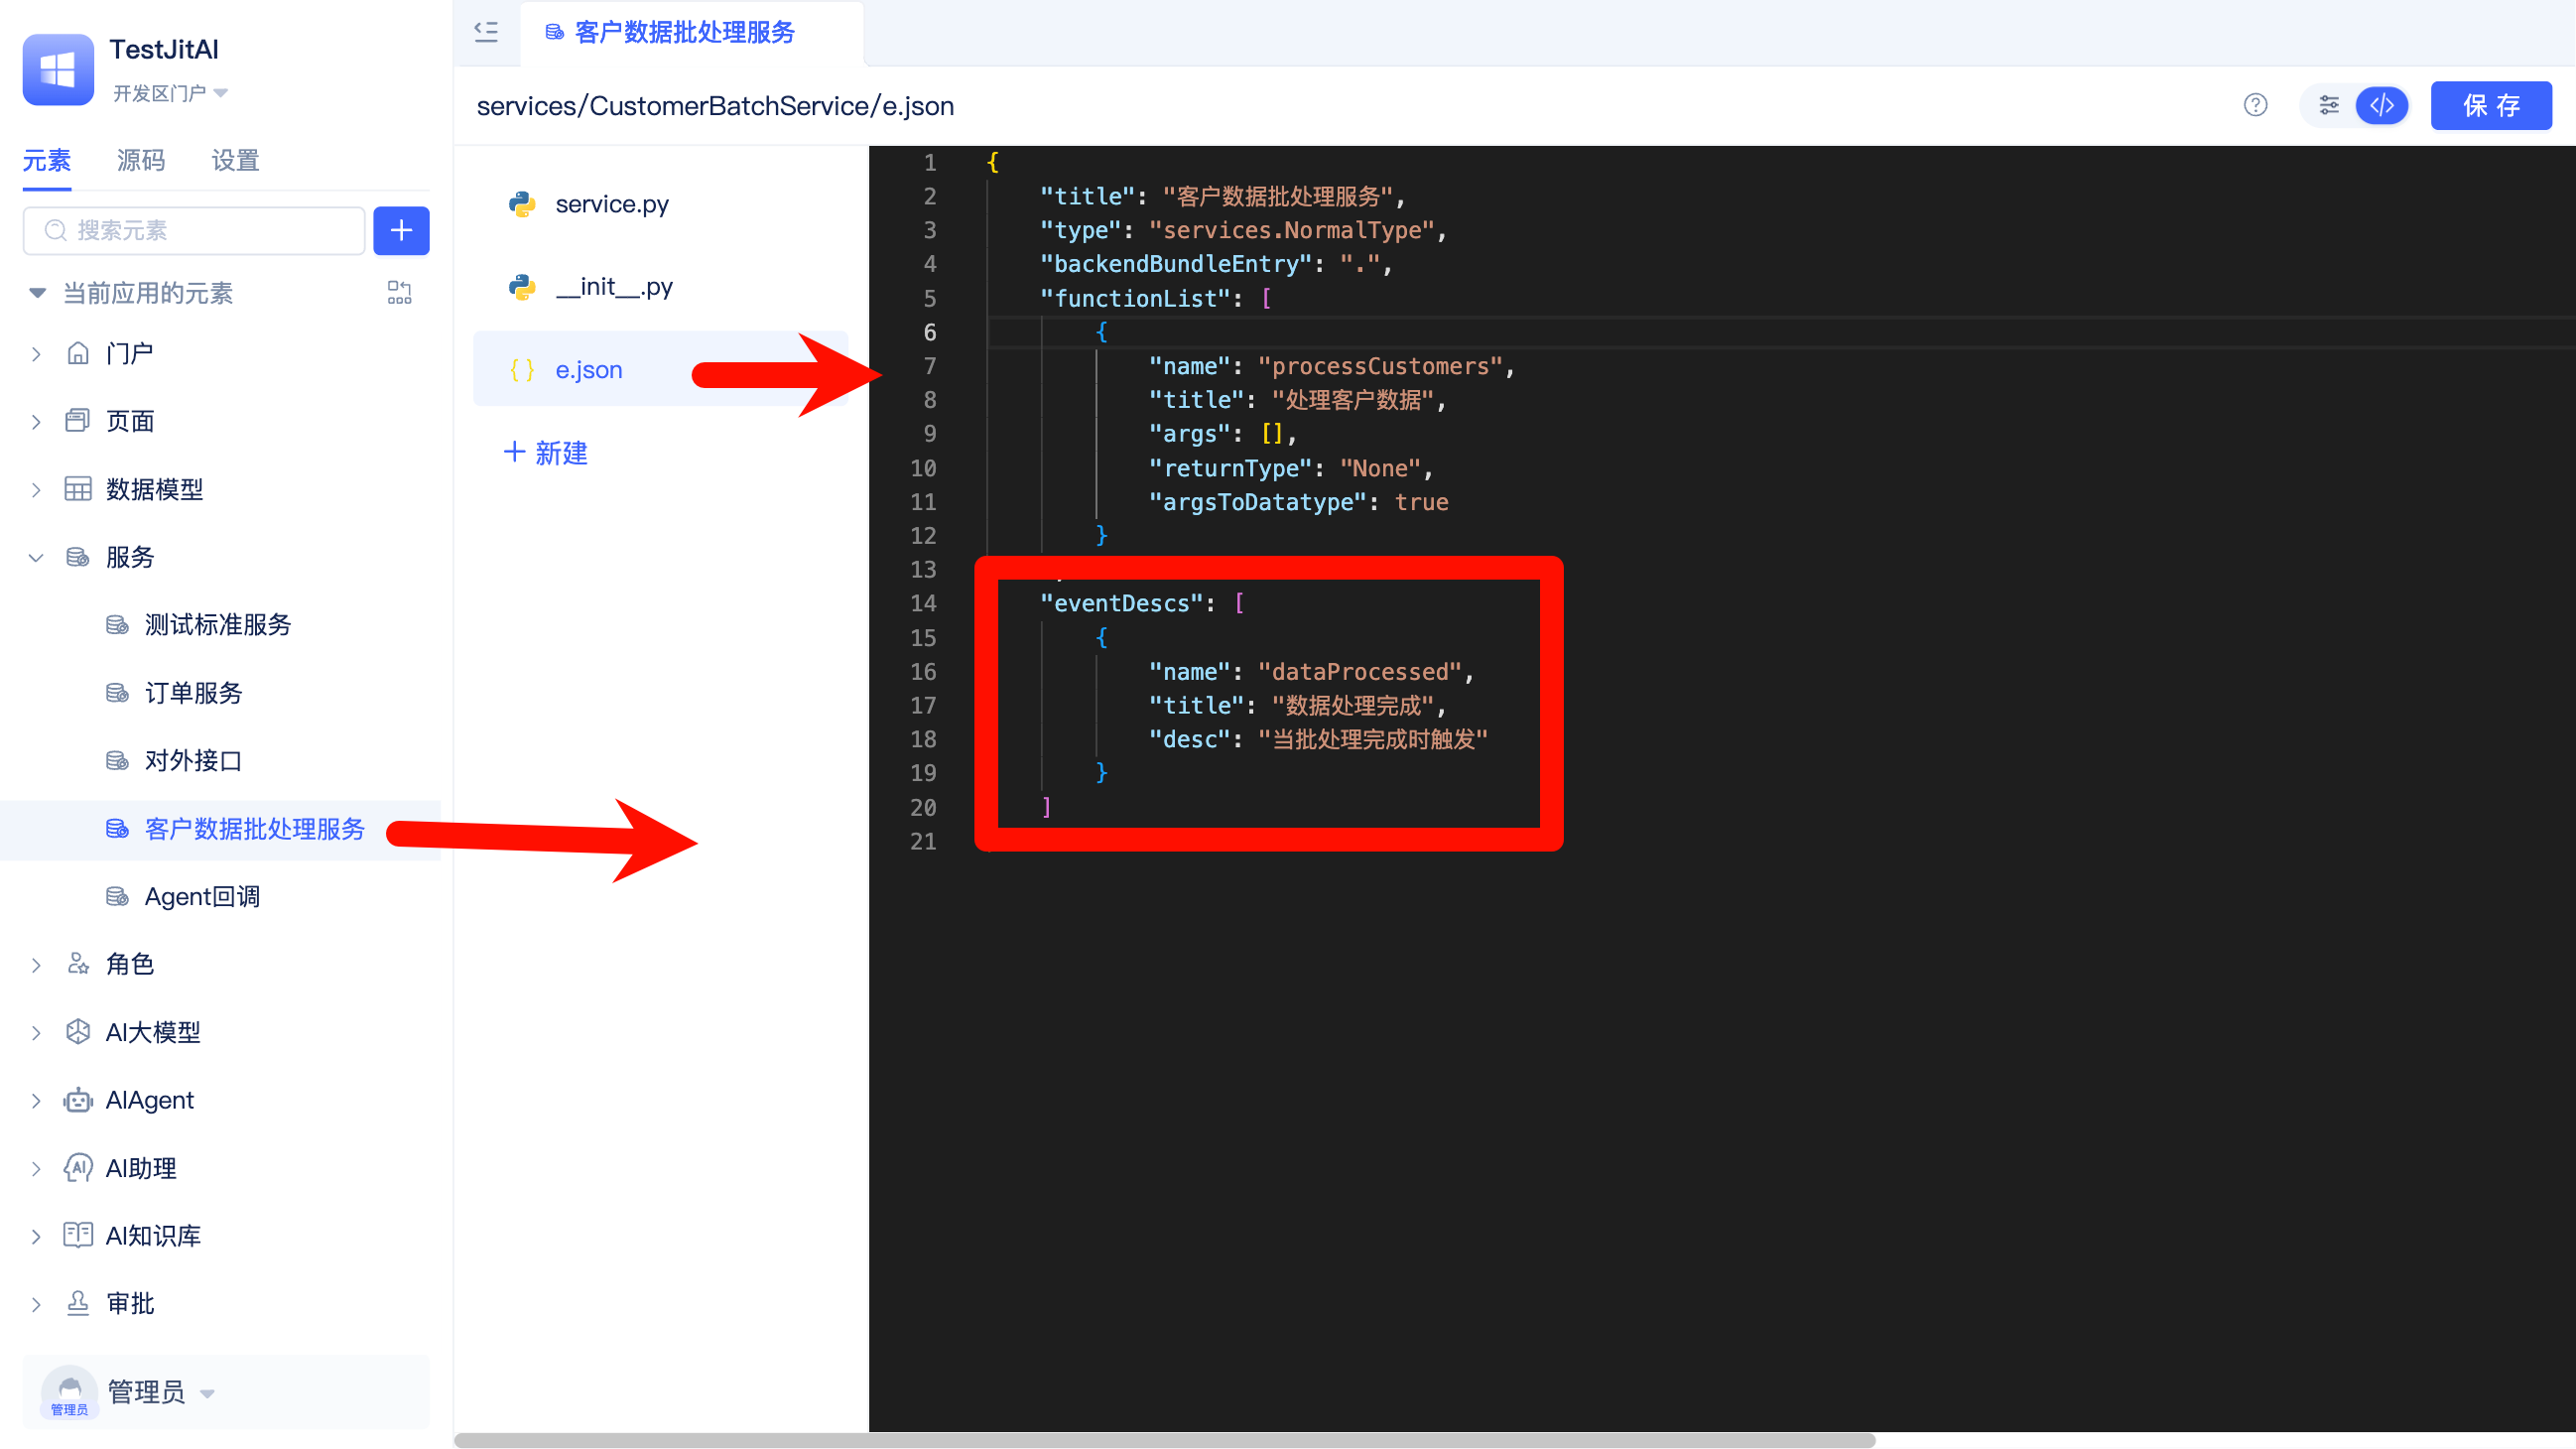 TestJitAI
开发区门户
元素 源码 设置
搜索元素
当前应用的元素
门户
页面
数据模型
服务
测试标准服务
订单服务
对外接口
客户数据批处理服务
Agent回调
角色
AI大模型
AIAgent
AI助理
AI知识库
审批
管理员
管理员
客户数据批处理服务
services/CustomerBatchService/e.json
保存
service.py
__init__.py
{} e.json
+ 新建
1 {
2 "title": "客户数据批处理服务",
3 "type": "services.NormalType",
4 "backendBundleEntry": ".",
5 "functionList": [
6 {
7 "name": "processCustomers",
8 "title": "处理客户数据",
9 "args": [],
10 "returnType": "None",
11 "argsToDatatype": true
12 }
13
14 "eventDescs": [
15 {
16 "name": "dataProcessed",
17 "title": "数据处理完成",
18 "desc": "当批处理完成时触发"
19 }
20 ]
21